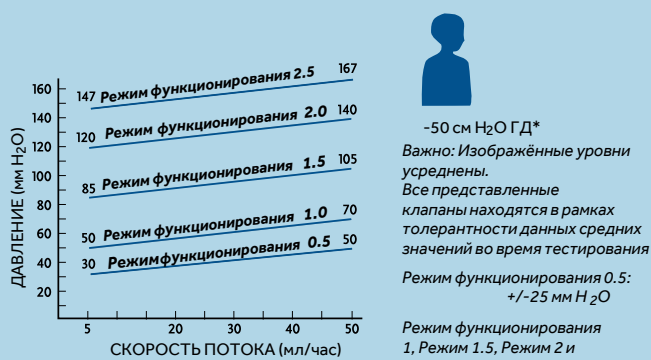 ДАВЛЕНИЕ (мм H2O)
160
140
120
100
80
60
40
20
147 Режим функционирования 2.5 167
120 Режим функционирования 2.0 140
85 Режим функционирования 1.5 105
50 Режим функционирования 1.0 70
30 Режимфункционирования 0.5 50
5 20 30 40 50
СКОРОСТЬ ПОТОКА (мл/час)
-50 см H2O ГД*
Важно: Изображённые уровни
усреднены.
Все представленные
клапаны находятся в рамках
толерантности данных средних
значений во время тестирования
Режим функционирования 0.5:
+/-25 мм H2O
Режим функционирования
1, Режим 1.5, Режим 2 и